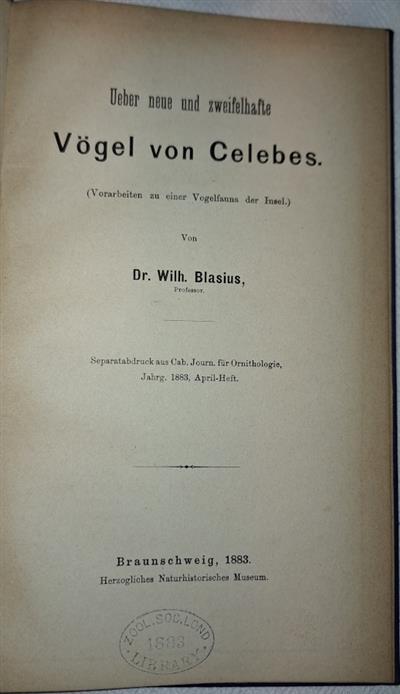 Ueber neue und zweifelhafte
Vögel von Celebes.
(Vorarbeiten zu einer Vogelfauna der Insel.)
Von
Dr. Wilh. Blasius,
Professor.
Separatabdruck aus Cab. Journ. für Ornithologie,
Jahrg. 1883, April-Heft.
Braunschweig, 1883.
Herzogliches Naturhistorisches Museum.
ZOOL. SOC. LOND
1883
LIBRARY